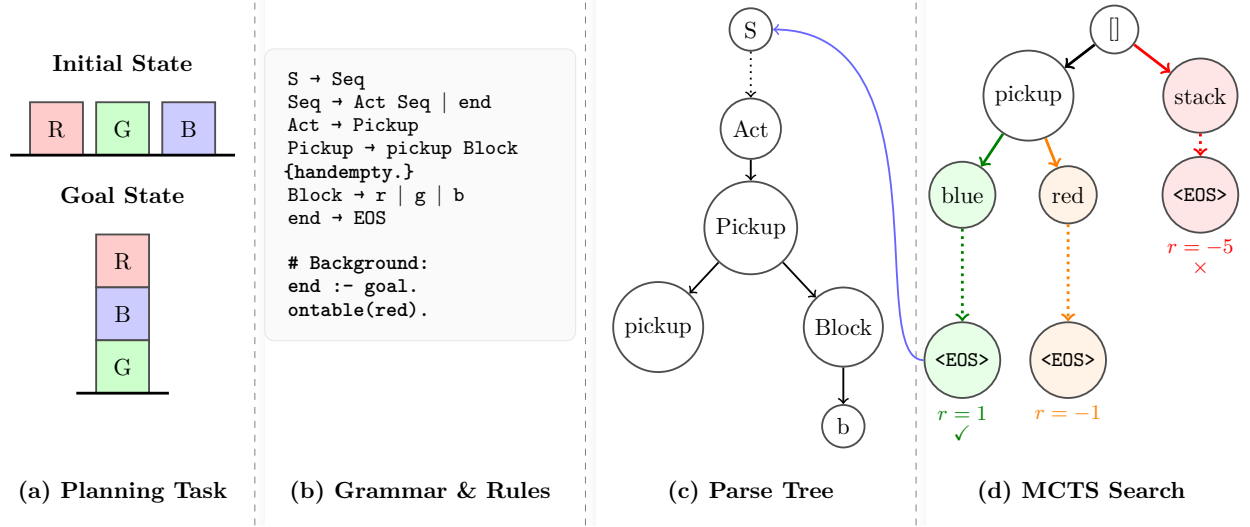 Initial State
R G B
Goal State
R
B
G
(a) Planning Task
S → Seq
Seq → Act Seq | end
Act → Pickup
Pickup → pickup Block
{handempty.}
Block → r | g | b
end → EOS
# Background:
end :- goal.
ontable(red).
(b) Grammar & Rules
S
Act
Pickup
pickup Block
b
(c) Parse Tree
[]
pickup stack
blue red <EOS>
r = −5
×
<EOS> <EOS>
r = 1 r = −1
✓
(d) MCTS Search